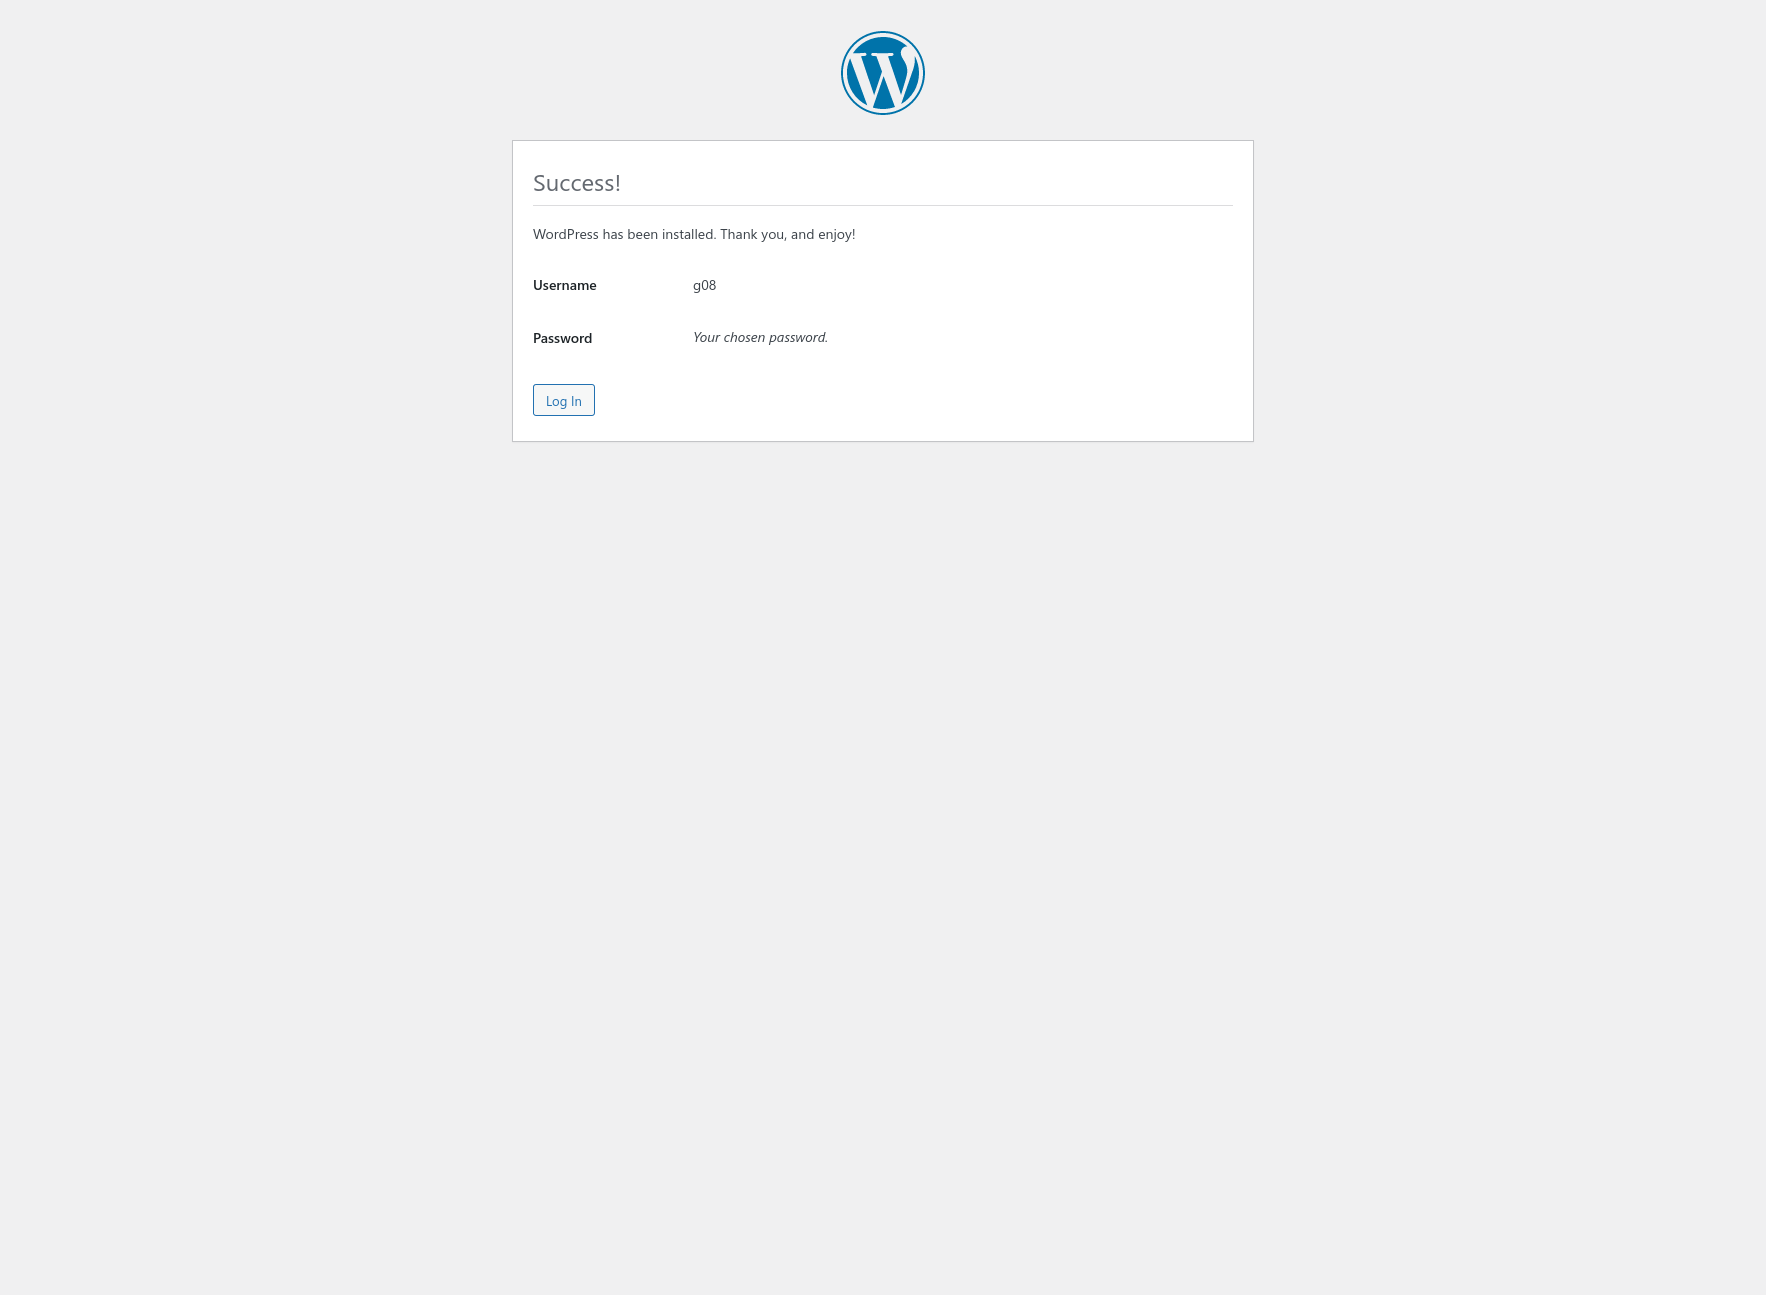 Success!
WordPress has been installed. Thank you, and enjoy!
Username g08
Password Your chosen password.
Log In